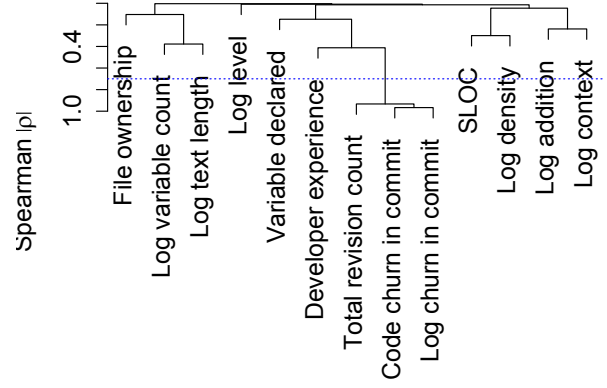 Spearman |ρ|
0.4
1.0
File ownership
Log variable count
Log text length
Log level
Variable declared
Developer experience
Total revision count
Code churn in commit
Log churn in commit
SLOC
Log density
Log addition
Log context